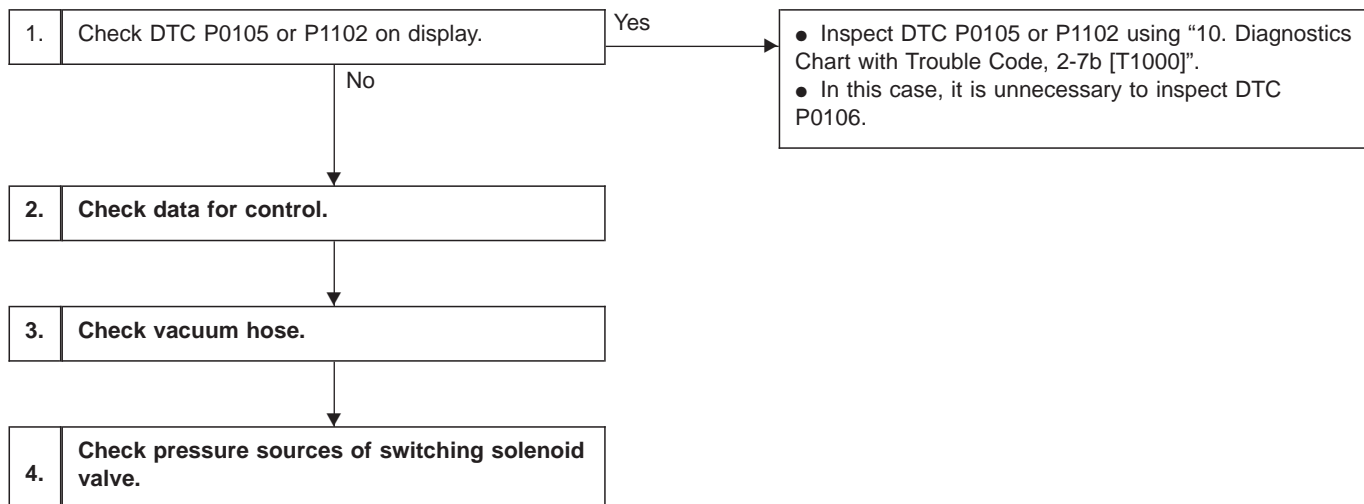 1. Check DTC P0105 or P1102 on display.
Yes
● Inspect DTC P0105 or P1102 using “10. Diagnostics
Chart with Trouble Code, 2-7b [T1000]”.
● In this case, it is unnecessary to inspect DTC
P0106.
No
2. Check data for control.
3. Check vacuum hose.
4. Check pressure sources of switching solenoid
valve.